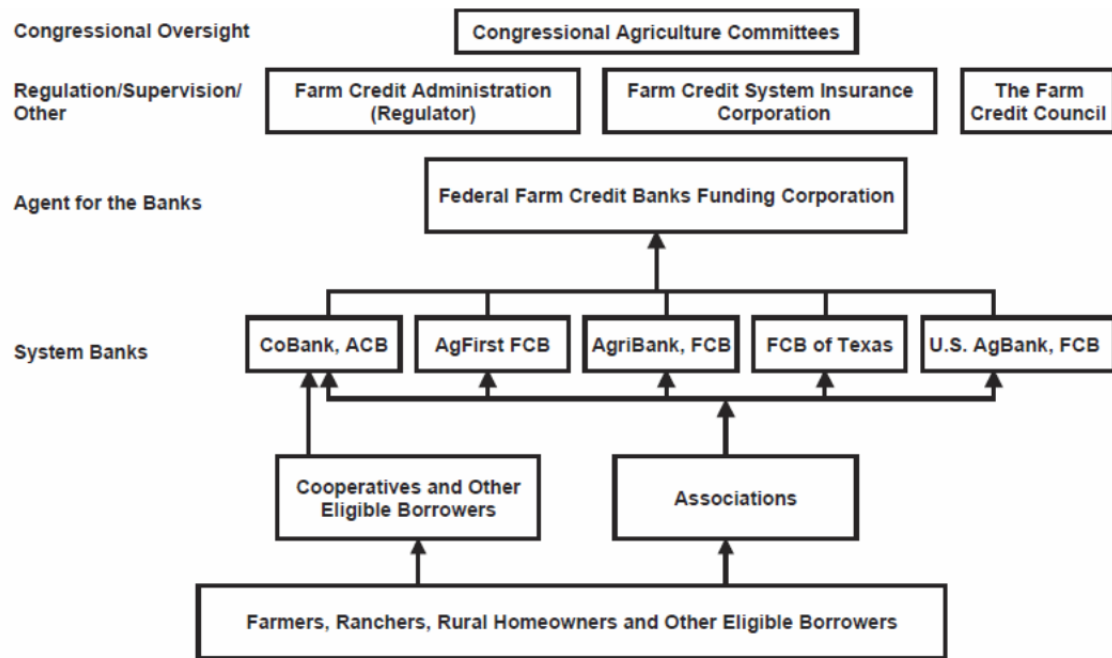 Congressional Oversight
Congressional Agriculture Committees
Regulation/Supervision/
Other
Farm Credit Administration
(Regulator)
Farm Credit System Insurance
Corporation
The Farm
Credit Council
Agent for the Banks
Federal Farm Credit Banks Funding Corporation
System Banks
CoBank, ACB
AgFirst FCB
AgriBank, FCB
FCB of Texas
U.S. AgBank, FCB
Cooperatives and Other
Eligible Borrowers
Associations
Farmers, Ranchers, Rural Homeowners and Other Eligible Borrowers